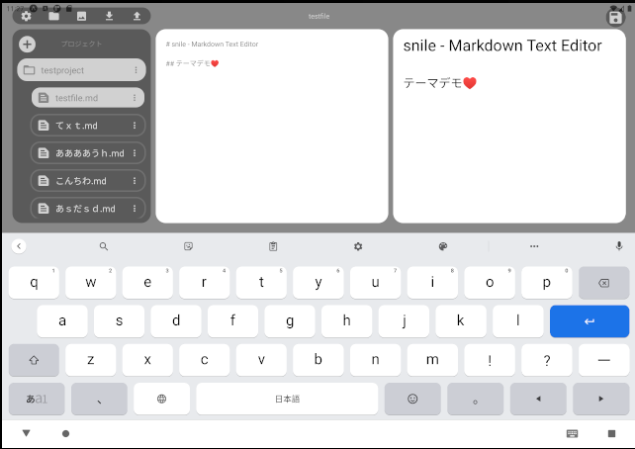 testfile
プロジェクト
testproject
testfile.md
てｘｔ.md
ああああうｈ.md
こんちわ.md
あｓだｓｄ.md
# snile - Markdown Text Editor
## テーマデモ❤️
snile - Markdown Text Editor
テーマデモ❤️
q 1 w 2 e 3 r 4 t 5 y 6 u 7 i 8 o 9 p 0
a s d f g h j k l
z x c v b n m ! ? ー
あa1 、 日本語 。